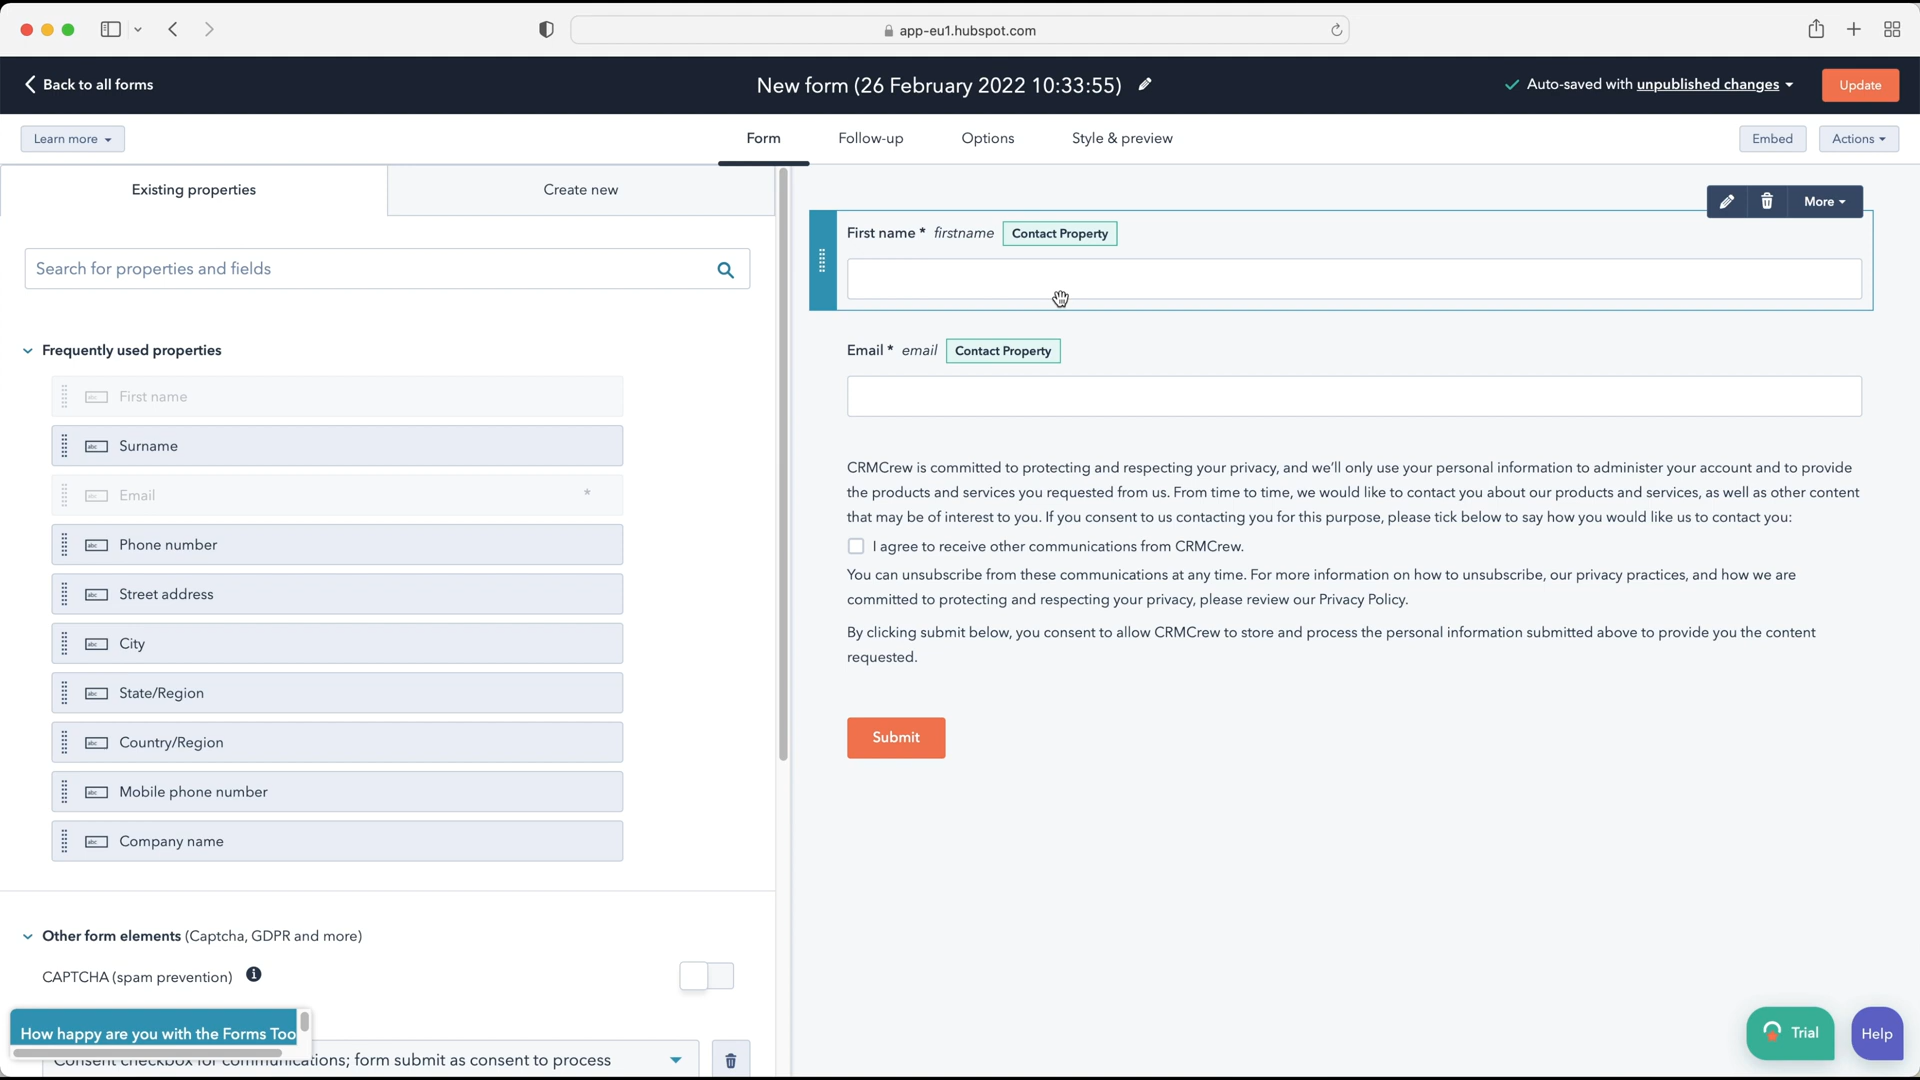 app-eu1.hubspot.com
Back to all forms
New form (26 February 2022 10:33:55)
Auto-saved with unpublished changes
Update
Learn more
Form
Follow-up
Options
Style & preview
Embed
Actions
Existing properties
Create new
Search for properties and fields
Frequently used properties
First name
Surname
Email *
Phone number
Street address
City
State/Region
Country/Region
Mobile phone number
Company name
Other form elements (Captcha, GDPR and more)
CAPTCHA (spam prevention)
How happy are you with the Forms Too
Consent checkbox for communications; form submit as consent to process
More
First name * firstname Contact Property
Email * email Contact Property
CRMCrew is committed to protecting and respecting your privacy, and we'll only use your personal information to administer your account and to provide
the products and services you requested from us. From time to time, we would like to contact you about our products and services, as well as other content
that may be of interest to you. If you consent to us contacting you for this purpose, please tick below to say how you would like us to contact you:
I agree to receive other communications from CRMCrew.
You can unsubscribe from these communications at any time. For more information on how to unsubscribe, our privacy practices, and how we are
committed to protecting and respecting your privacy, please review our Privacy Policy.
By clicking submit below, you consent to allow CRMCrew to store and process the personal information submitted above to provide you the content
requested.
Submit
Trial
Help